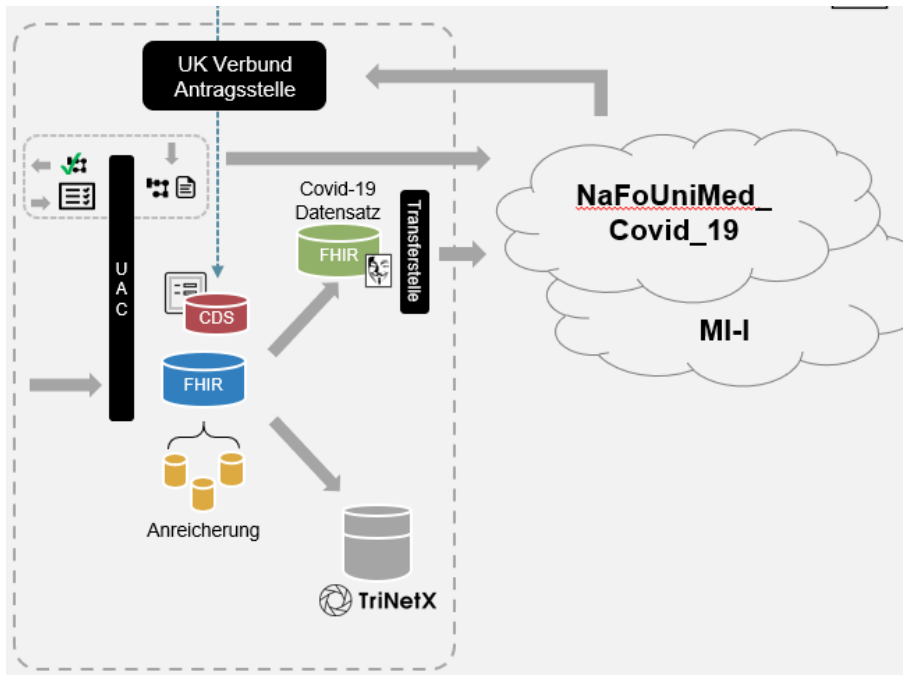 UK Verbund
Antragsstelle
Covid-19
Datensatz
FHIR
Transferstelle
UAC
CDS
FHIR
Anreicherung
TriNetX
NaFoUniMed_
Covid_19
MI-I